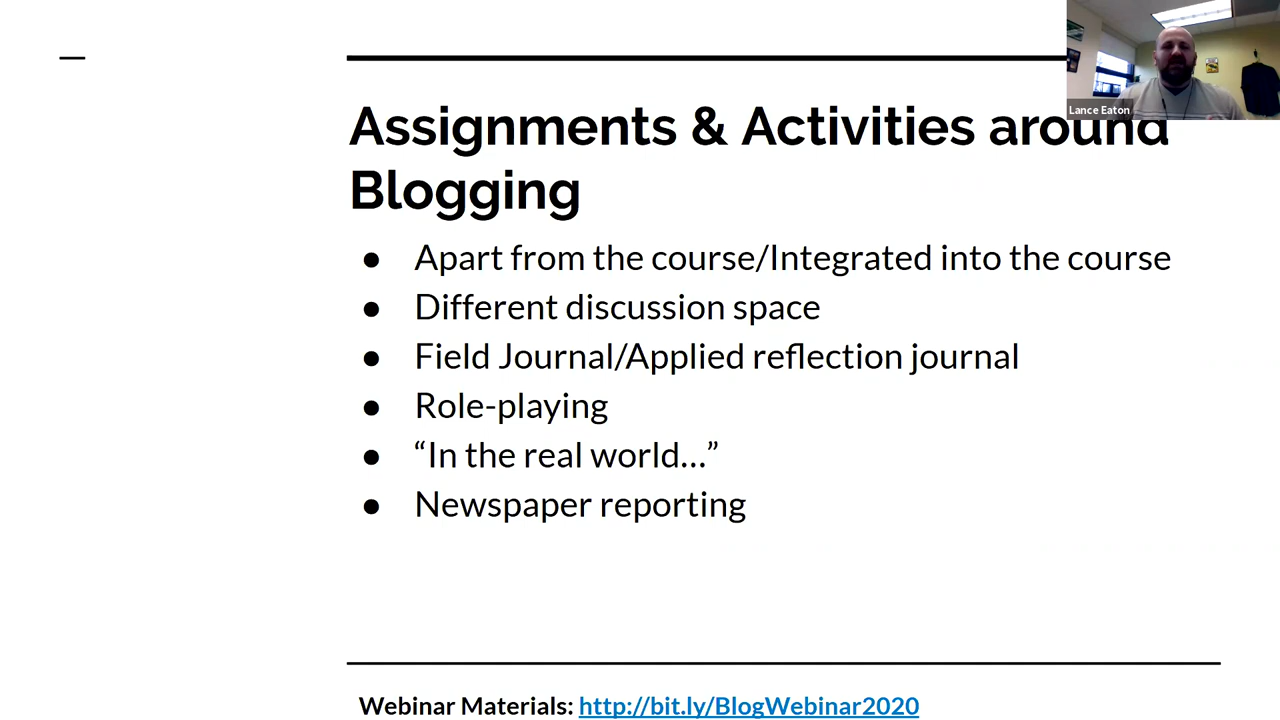 Lance Eaton
Assignments & Activities around
Blogging
● Apart from the course/Integrated into the course
● Different discussion space
● Field Journal/Applied reflection journal
● Role-playing
● “In the real world...”
● Newspaper reporting
Webinar Materials: http://bit.ly/BlogWebinar2020